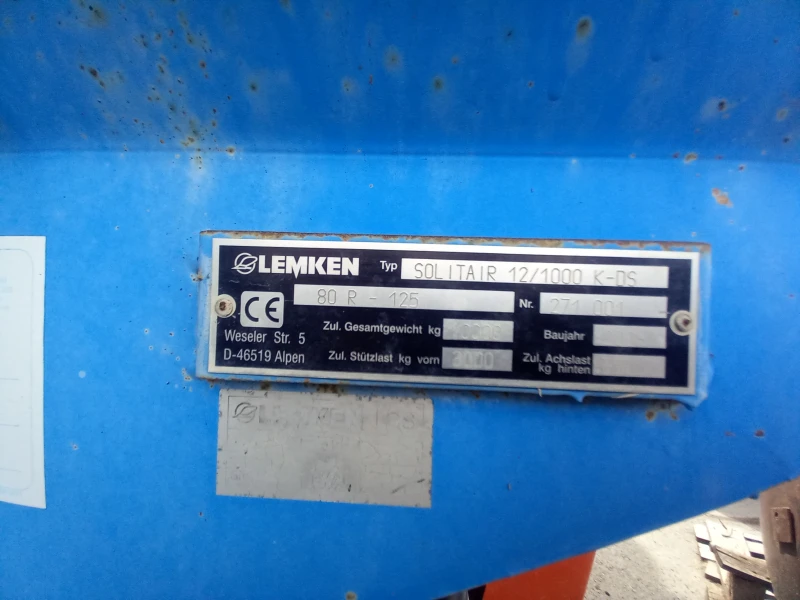 LEMKEN Typ SOLITAIR 12/1000 K-DS
80 R - 125 Nr. 271 001
CE Zul. Gesamtgewicht kg Baujahr
Weseler Str. 5
D-46519 Alpen Zul. Stützlast kg vorn 3000 Zul. Achslast
kg hinten